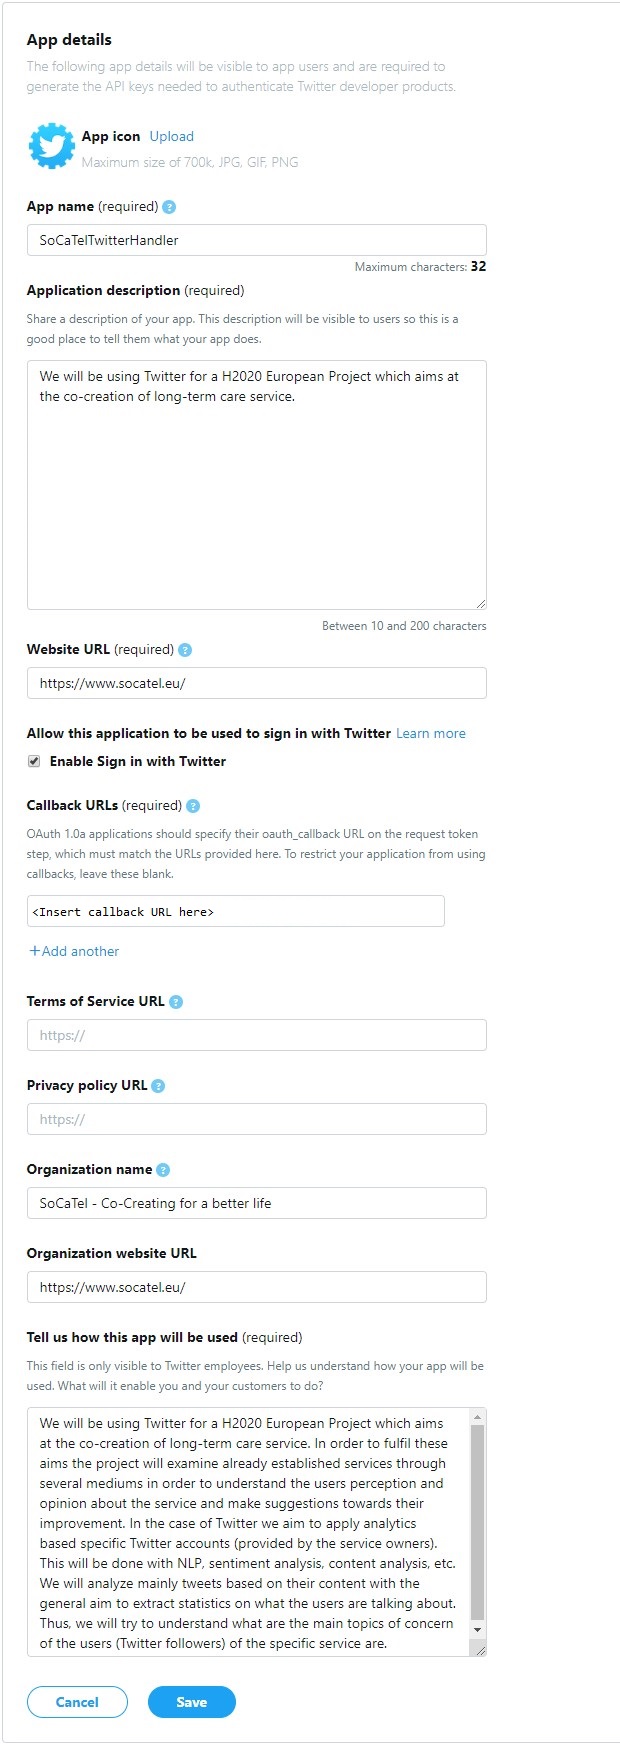 App details
The following app details will be visible to app users and are required to
generate the API keys needed to authenticate Twitter developer products.
App icon Upload
Maximum size of 700k, JPG, GIF, PNG
App name (required) ?
SoCaTelTwitterHandler
Maximum characters: 32
Application description (required)
Share a description of your app. This description will be visible to users so this is a
good place to tell them what your app does.
We will be using Twitter for a H2020 European Project which aims at
the co-creation of long-term care service.
Between 10 and 200 characters
Website URL (required) ?
https://www.socatel.eu/
Allow this application to be used to sign in with Twitter Learn more
Enable Sign in with Twitter
Callback URLs (required) ?
OAuth 1.0a applications should specify their oauth_callback URL on the request token
step, which must match the URLs provided here. To restrict your application from using
callbacks, leave these blank.
<Insert callback URL here>
+Add another
Terms of Service URL ?
https://
Privacy policy URL ?
https://
Organization name ?
SoCaTel - Co-Creating for a better life
Organization website URL
https://www.socatel.eu/
Tell us how this app will be used (required)
This field is only visible to Twitter employees. Help us understand how your app will be
used. What will it enable you and your customers to do?
We will be using Twitter for a H2020 European Project which aims
at the co-creation of long-term care service. In order to fulfil these
aims the project will examine already established services through
several mediums in order to understand the users perception and
opinion about the service and make suggestions towards their
improvement. In the case of Twitter we aim to apply analytics
based specific Twitter accounts (provided by the service owners).
This will be done with NLP, sentiment analysis, content analysis, etc.
We will analyze mainly tweets based on their content with the
general aim to extract statistics on what the users are talking about.
Thus, we will try to understand what are the main topics of concern
of the users (Twitter followers) of the specific service are.
Cancel Save